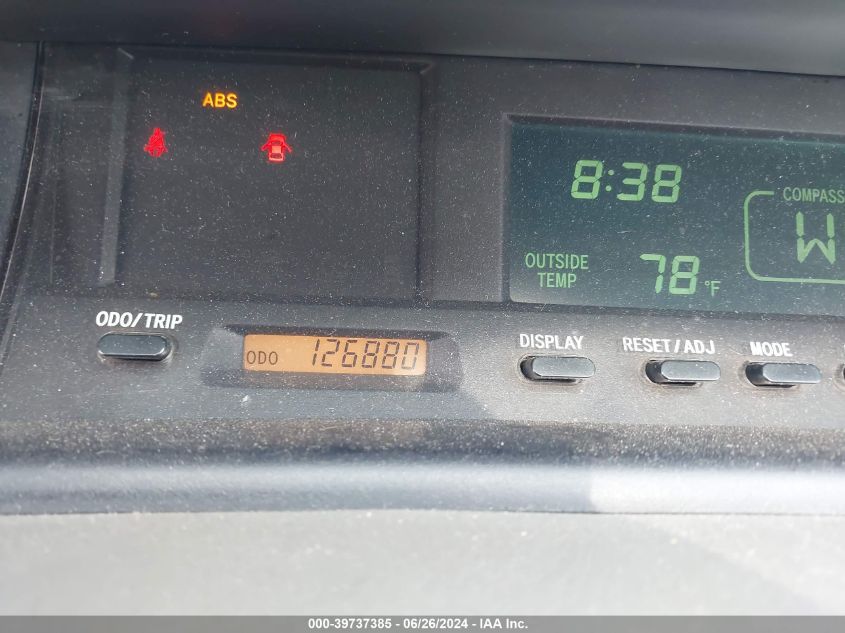 ABS
8:38
COMPASS
W
OUTSIDE
TEMP
78 °F
ODO/TRIP
ODO 126880
DISPLAY
RESET/ADJ
MODE
000-39737385 - 06/26/2024 - IAA Inc.